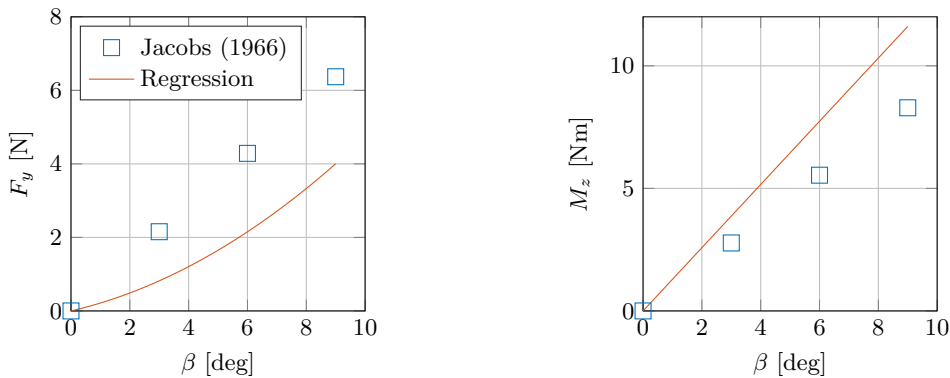 8
6
4
2
0
F_y [N]
Jacobs (1966)
Regression
0 2 4 6 8 10
β [deg]
10
5
0
M_z [Nm]
0 2 4 6 8 10
β [deg]